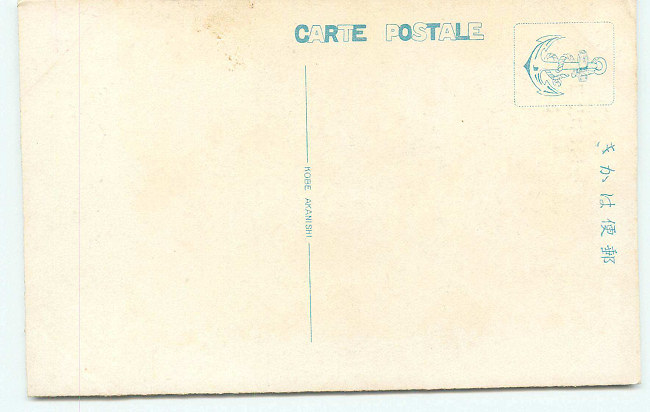 CARTE POSTALE
郵便はかき
KOBE AKANISHI